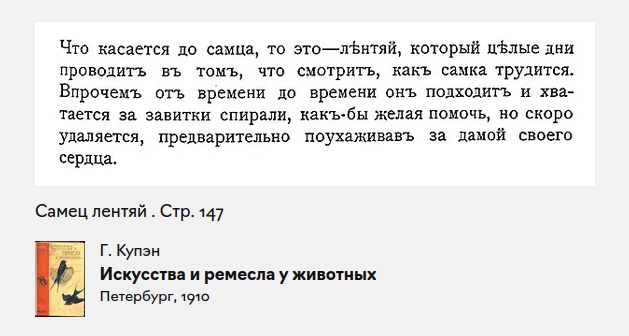 Что касается до самца, то это—лѣнтяй, который цѣлые дни
проводитъ въ томъ, что смотритъ, какъ самка трудится.
Впрочемъ отъ времени до времени онъ подходитъ и хва-
тается за завитки спирали, какъ-бы желая помочь, но скоро
удаляется, предварительно поухаживавъ за дамой своего
сердца.
Самец лентяй . Стр. 147
Г. Купэн
Искусства и ремесла у животных
Петербург, 1910